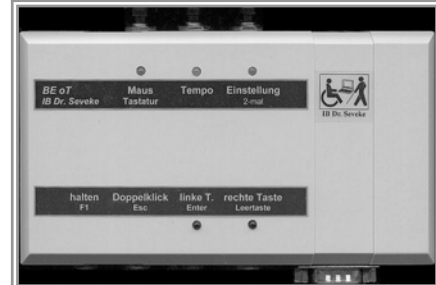 BE oT Maus Tempo Einstellung
IB Dr. Seveke Tastatur 2-mal
IB Dr. Seveke
halten Doppelklick linke T. rechte Taste
F1 Esc Enter Leertaste